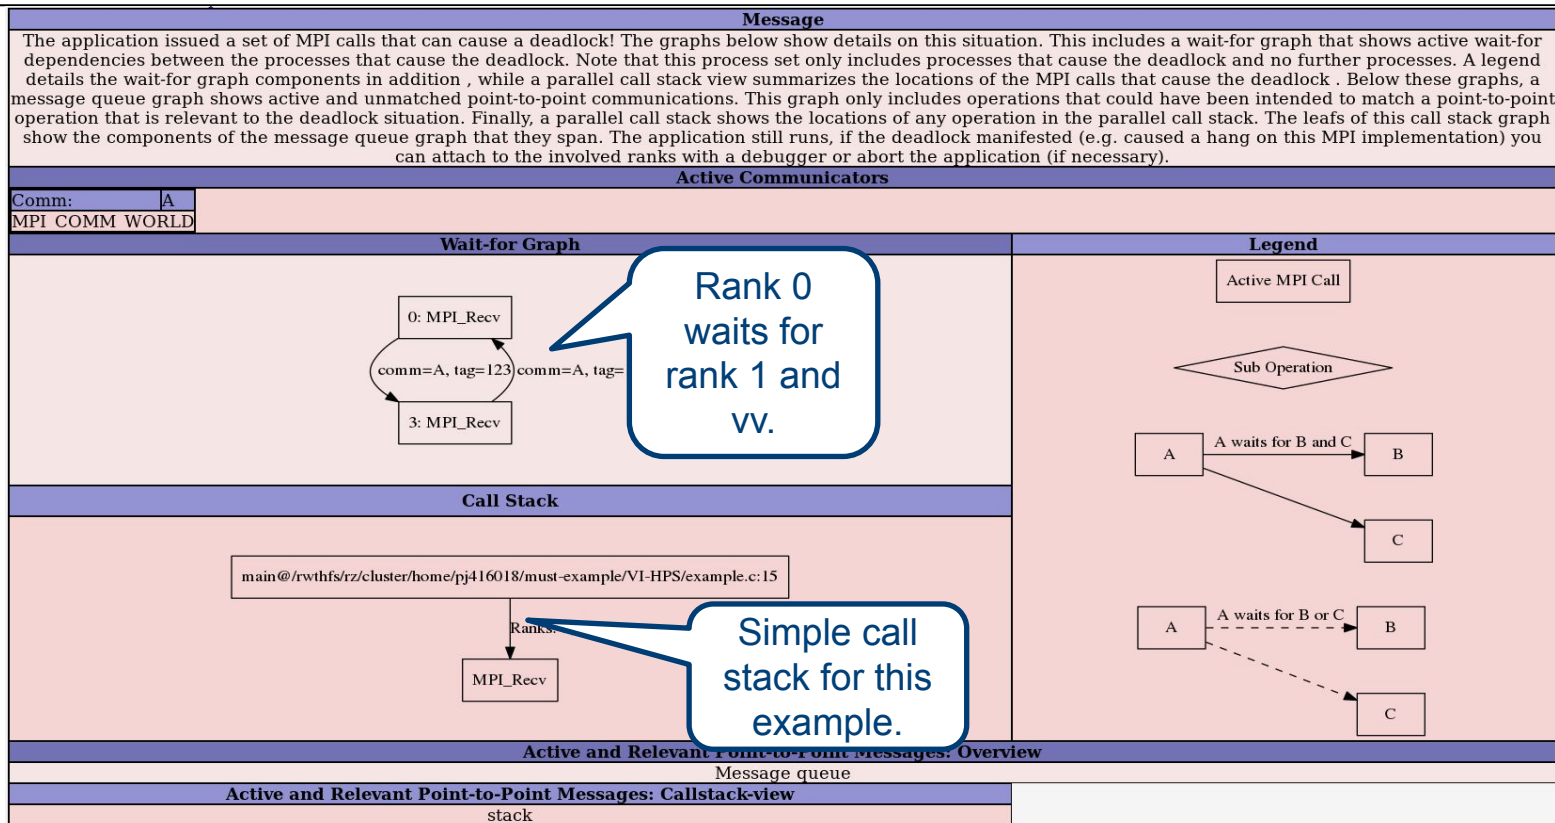 Message
The application issued a set of MPI calls that can cause a deadlock! The graphs below show details on this situation. This includes a wait-for graph that shows active wait-for
dependencies between the processes that cause the deadlock. Note that this process set only includes processes that cause the deadlock and no further processes. A legend
details the wait-for graph components in addition , while a parallel call stack view summarizes the locations of the MPI calls that cause the deadlock . Below these graphs, a
message queue graph shows active and unmatched point-to-point communications. This graph only includes operations that could have been intended to match a point-to-point
operation that is relevant to the deadlock situation. Finally, a parallel call stack shows the locations of any operation in the parallel call stack. The leafs of this call stack graph
show the components of the message queue graph that they span. The application still runs, if the deadlock manifested (e.g. caused a hang on this MPI implementation) you
can attach to the involved ranks with a debugger or abort the application (if necessary).
Active Communicators
Comm: A
MPI_COMM_WORLD
Wait-for Graph
0: MPI_Recv
comm=A, tag=123
comm=A, tag=
3: MPI_Recv
Rank 0
waits for
rank 1 and
vv.
Legend
Active MPI Call
Sub Operation
A waits for B and C
A
B
C
A waits for B or C
A
B
C
Call Stack
main@/rwthfs/rz/cluster/home/pj416018/must-example/VI-HPS/example.c:15
Ranks:
MPI_Recv
Simple call
stack for this
example.
Active and Relevant Point-to-Point Messages: Overview
Message queue
Active and Relevant Point-to-Point Messages: Callstack-view
stack